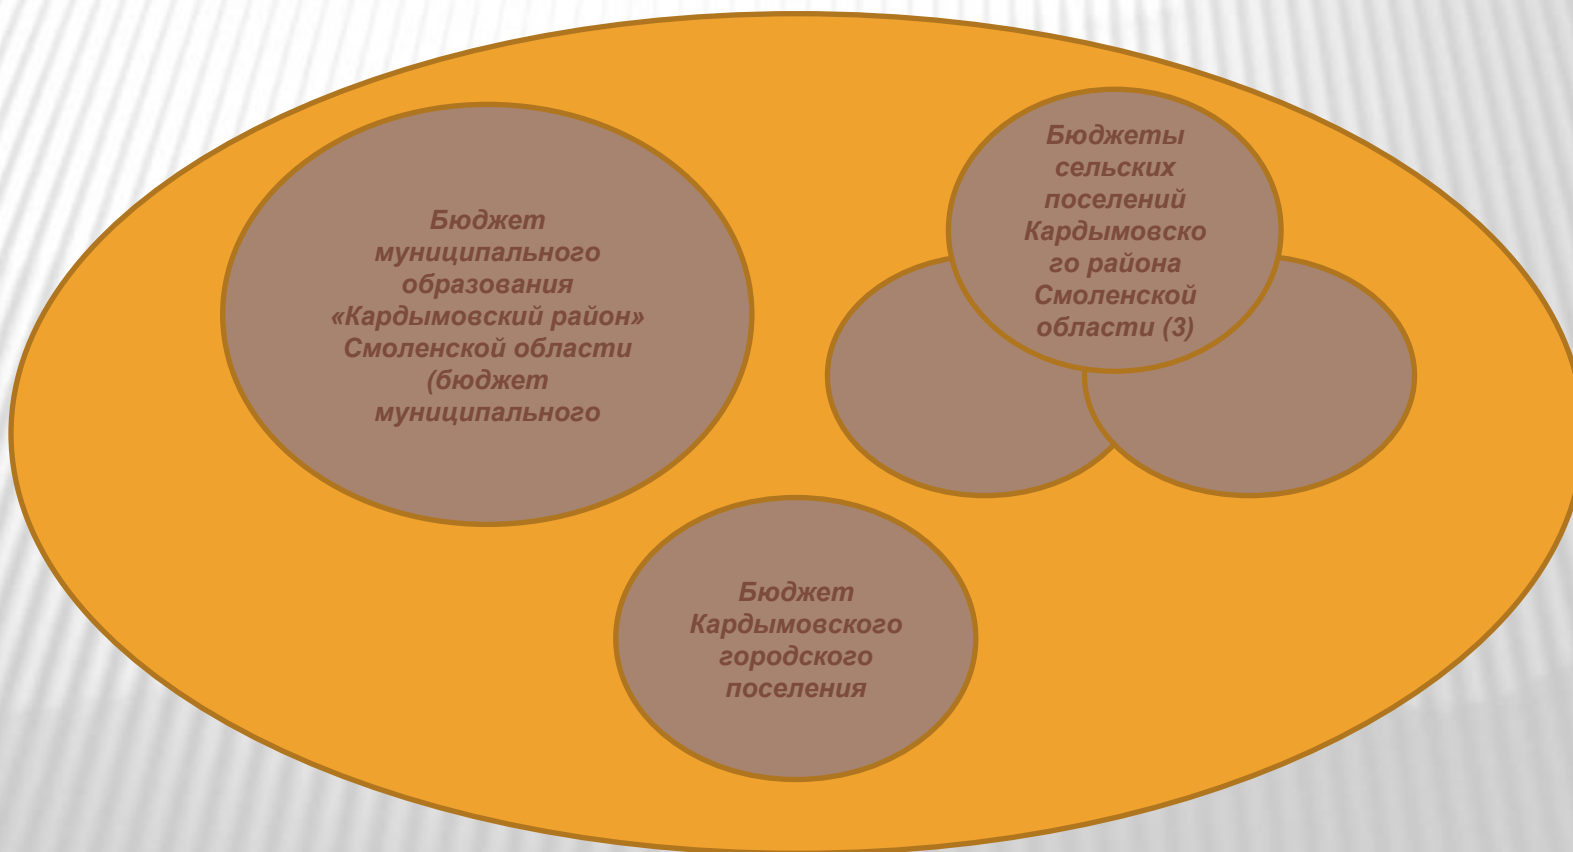 Бюджет
муниципального
образования
«Кардымовский район»
Смоленской области
(бюджет
муниципального
Бюджеты
сельских
поселений
Кардымовско
го района
Смоленской
области (3)
Бюджет
Кардымовского
городского
поселения